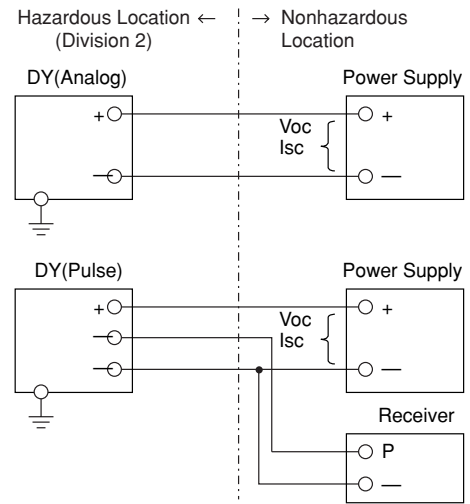 Hazardous Location ← → Nonhazardous
(Division 2) Location
DY(Analog) Power Supply
+ +
Voc
Isc
— —
DY(Pulse) Power Supply
+ +
Voc
— Isc
— —
Receiver
P
—